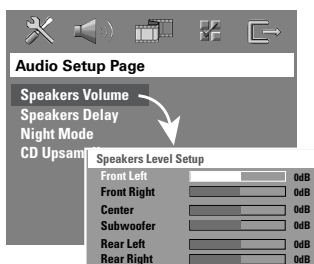 Audio Setup Page
Speakers Volume
Speakers Delay
Night Mode
CD Upsam
Speakers Level Setup
Front Left 0dB
Front Right 0dB
Center 0dB
Subwoofer 0dB
Rear Left 0dB
Rear Right 0dB